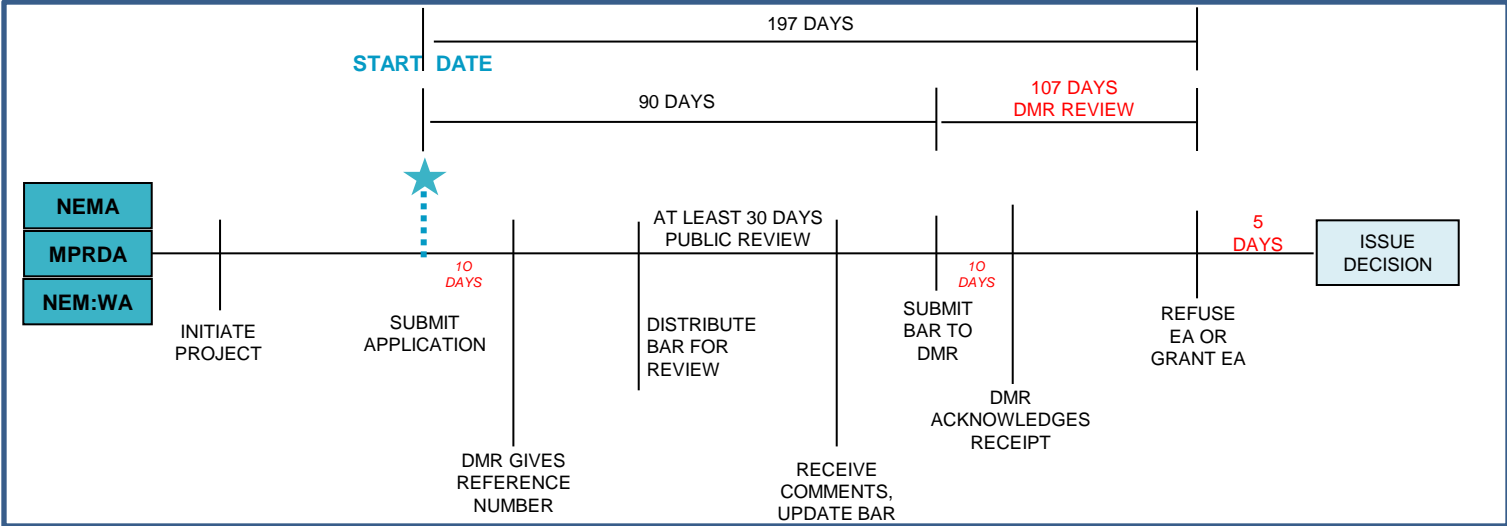 197 DAYS
START DATE
90 DAYS
107 DAYS
DMR REVIEW
NEMA
MPRDA
NEM:WA
AT LEAST 30 DAYS
PUBLIC REVIEW
5
DAYS
ISSUE
DECISION
1O
DAYS
1O
DAYS
INITIATE
PROJECT
SUBMIT
APPLICATION
DISTRIBUTE
BAR FOR
REVIEW
SUBMIT
BAR TO
DMR
REFUSE
EA OR
GRANT EA
DMR GIVES
REFERENCE
NUMBER
RECEIVE
COMMENTS,
UPDATE BAR
DMR
ACKNOWLEDGES
RECEIPT